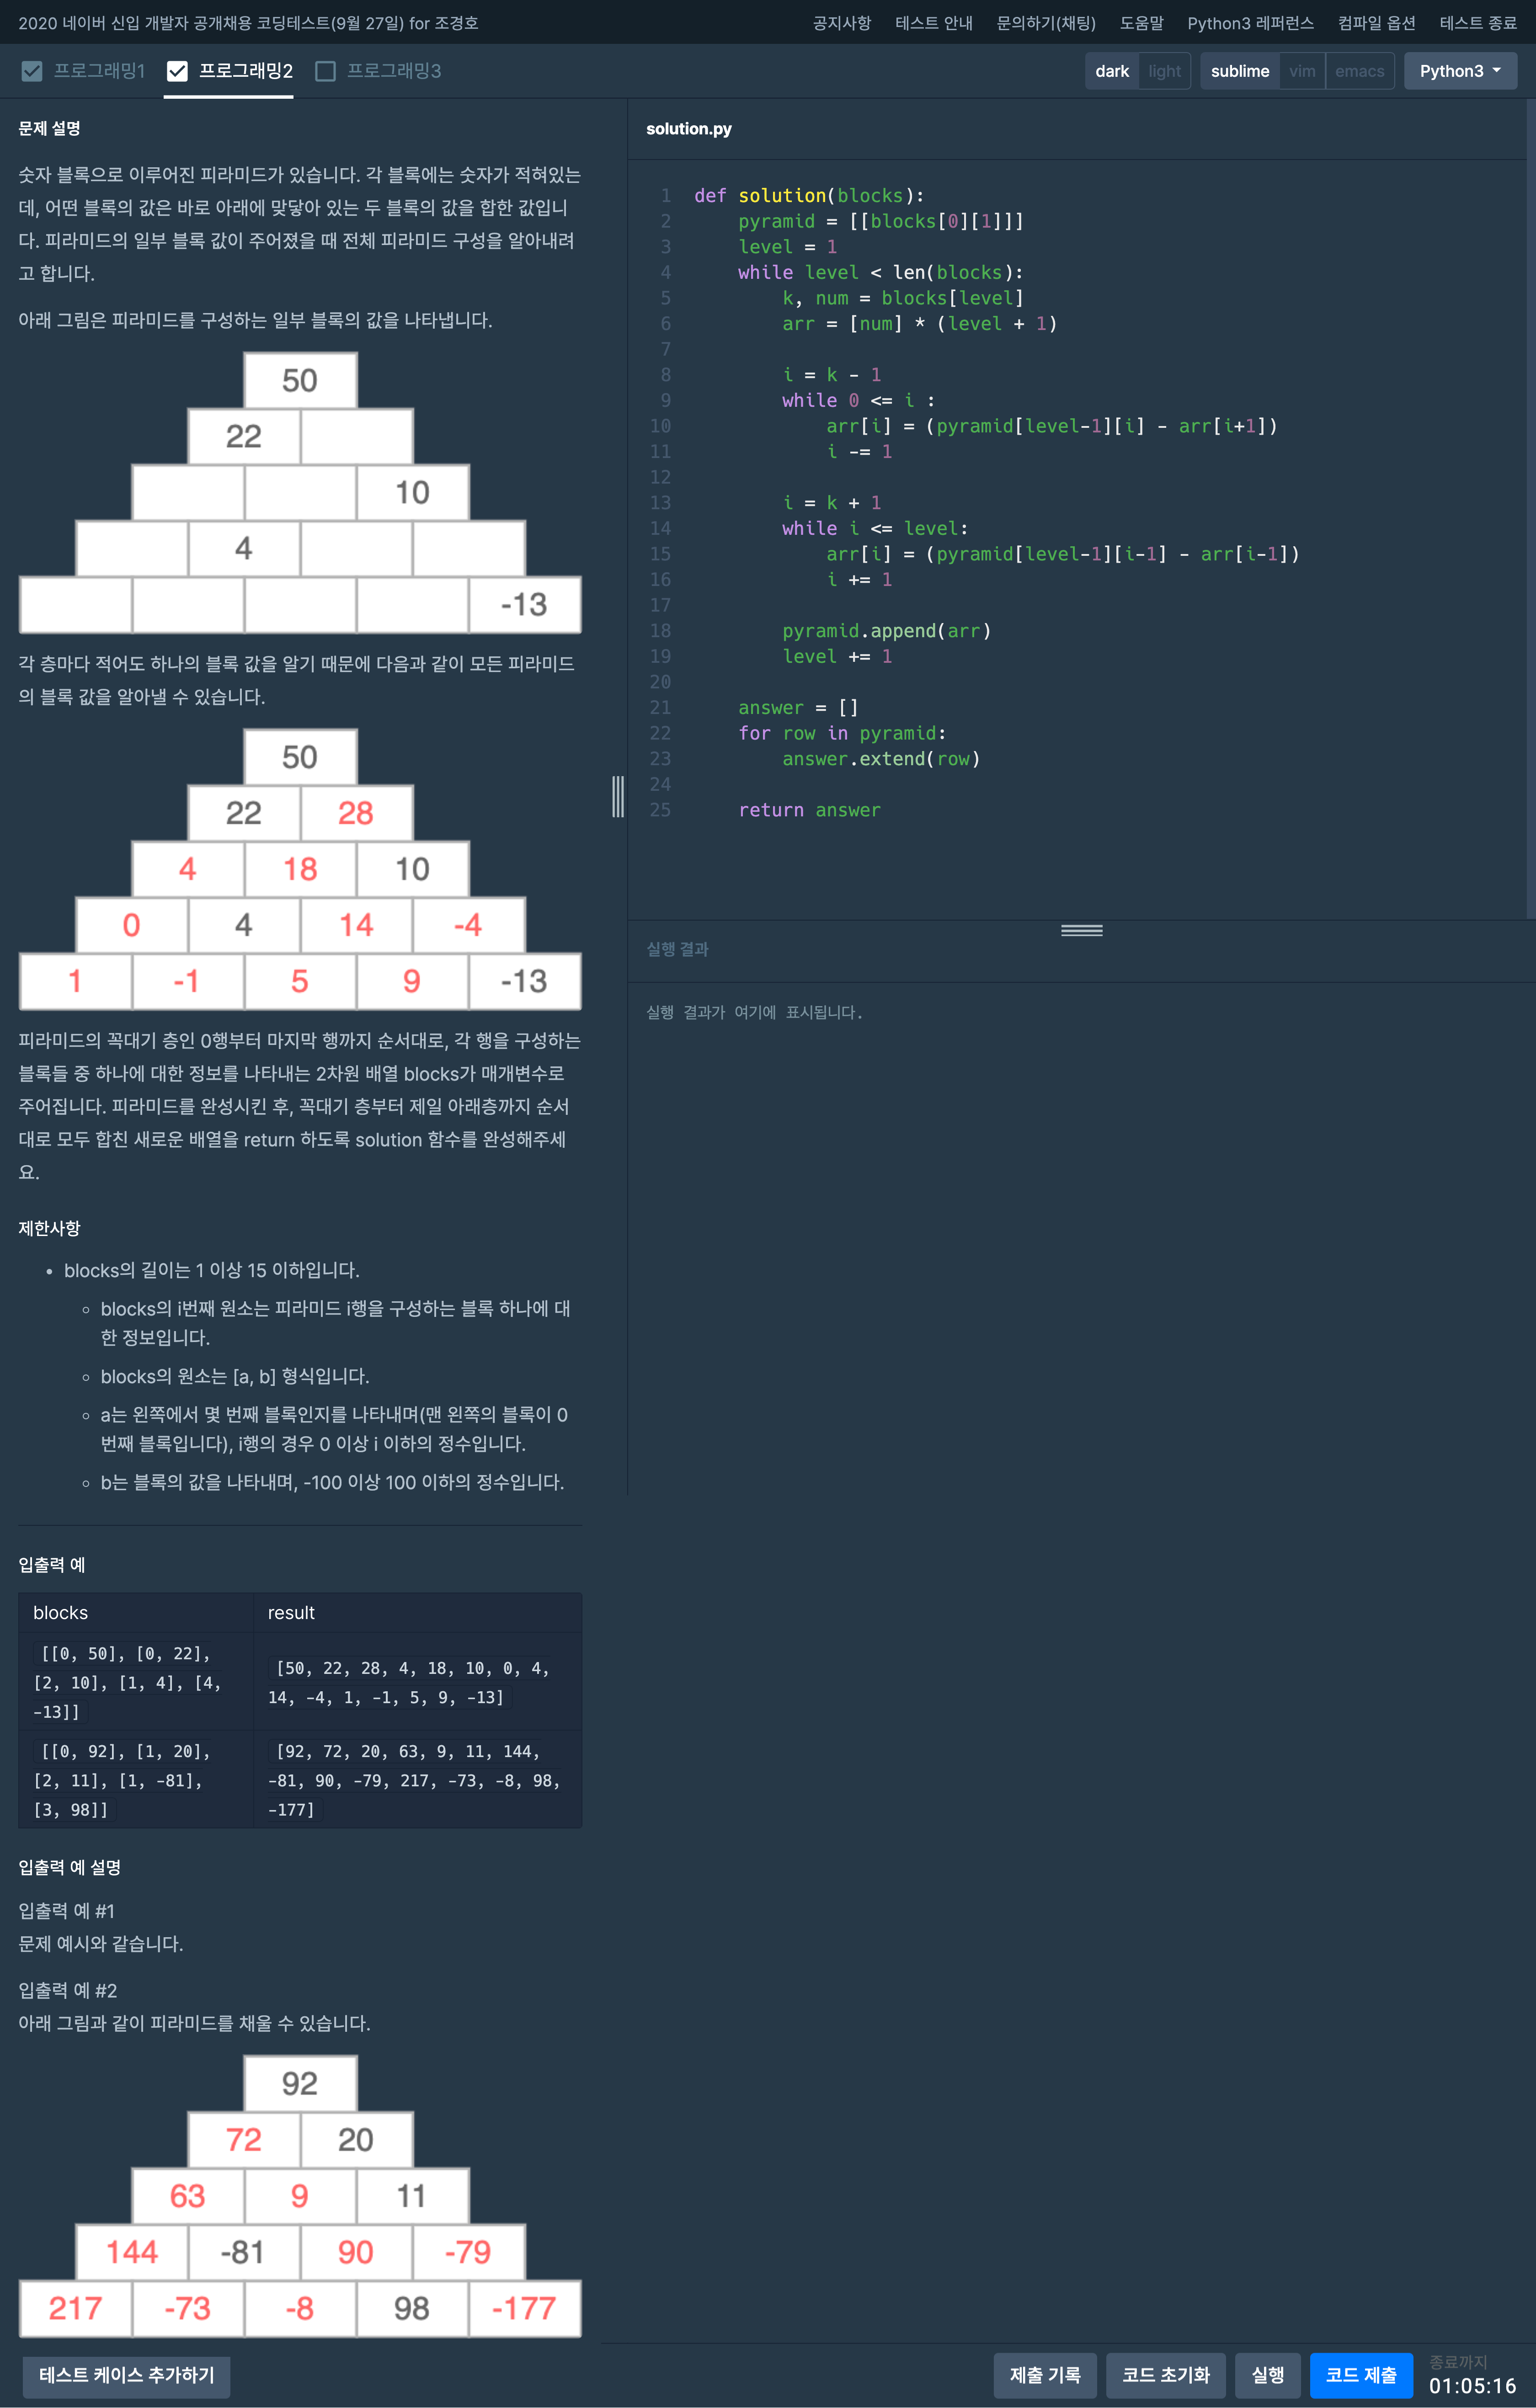 2020 네이버 신입 개발자 공개채용 코딩테스트(9월 27일) for 조경호
공지사항 테스트 안내 문의하기(채팅) 도움말 Python3 레퍼런스 컴파일 옵션 테스트 종료
프로그래밍1 프로그래밍2 프로그래밍3
dark light sublime vim emacs Python3
문제 설명
숫자 블록으로 이루어진 피라미드가 있습니다. 각 블록에는 숫자가 적혀있는
데, 어떤 블록의 값은 바로 아래에 맞닿아 있는 두 블록의 값을 합한 값입니
다. 피라미드의 일부 블록 값이 주어졌을 때 전체 피라미드 구성을 알아내려
고 합니다.
아래 그림은 피라미드를 구성하는 일부 블록의 값을 나타냅니다.
50
22
10
4
-13
각 층마다 적어도 하나의 블록 값을 알기 때문에 다음과 같이 모든 피라미드
의 블록 값을 알아낼 수 있습니다.
50
22 28
4 18 10
0 4 14 -4
1 -1 5 9 -13
피라미드의 꼭대기 층인 0행부터 마지막 행까지 순서대로, 각 행을 구성하는
블록들 중 하나에 대한 정보를 나타내는 2차원 배열 blocks가 매개변수로
주어집니다. 피라미드를 완성시킨 후, 꼭대기 층부터 제일 아래층까지 순서
대로 모두 합친 새로운 배열을 return 하도록 solution 함수를 완성해주세
요.
제한사항
• blocks의 길이는 1 이상 15 이하입니다.
◦ blocks의 i번째 원소는 피라미드 i행을 구성하는 블록 하나에 대
한 정보입니다.
◦ blocks의 원소는 [a, b] 형식입니다.
◦ a는 왼쪽에서 몇 번째 블록인지를 나타내며(맨 왼쪽의 블록이 0
번째 블록입니다), i행의 경우 0 이상 i 이하의 정수입니다.
◦ b는 블록의 값을 나타내며, -100 이상 100 이하의 정수입니다.
입출력 예
blocks result
[[0, 50], [0, 22],
[2, 10], [1, 4], [4,
-13]]
[50, 22, 28, 4, 18, 10, 0, 4,
14, -4, 1, -1, 5, 9, -13]
[[0, 92], [1, 20],
[2, 11], [1, -81],
[3, 98]]
[92, 72, 20, 63, 9, 11, 144,
-81, 90, -79, 217, -73, -8, 98,
-177]
입출력 예 설명
입출력 예 #1
문제 예시와 같습니다.
입출력 예 #2
아래 그림과 같이 피라미드를 채울 수 있습니다.
92
72 20
63 9 11
144 -81 90 -79
217 -73 -8 98 -177
테스트 케이스 추가하기
solution.py
1 def solution(blocks):
2     pyramid = [[blocks[0][1]]]
3     level = 1
4     while level < len(blocks):
5         k, num = blocks[level]
6         arr = [num] * (level + 1)
7
8         i = k - 1
9         while 0 <= i :
10             arr[i] = (pyramid[level-1][i] - arr[i+1])
11             i -= 1
12
13         i = k + 1
14         while i <= level:
15             arr[i] = (pyramid[level-1][i-1] - arr[i-1])
16             i += 1
17
18         pyramid.append(arr)
19         level += 1
20
21     answer = []
22     for row in pyramid:
23         answer.extend(row)
24
25     return answer
실행 결과
실행 결과가 여기에 표시됩니다.
제출 기록 코드 초기화 실행 코드 제출
종료까지
01:05:16